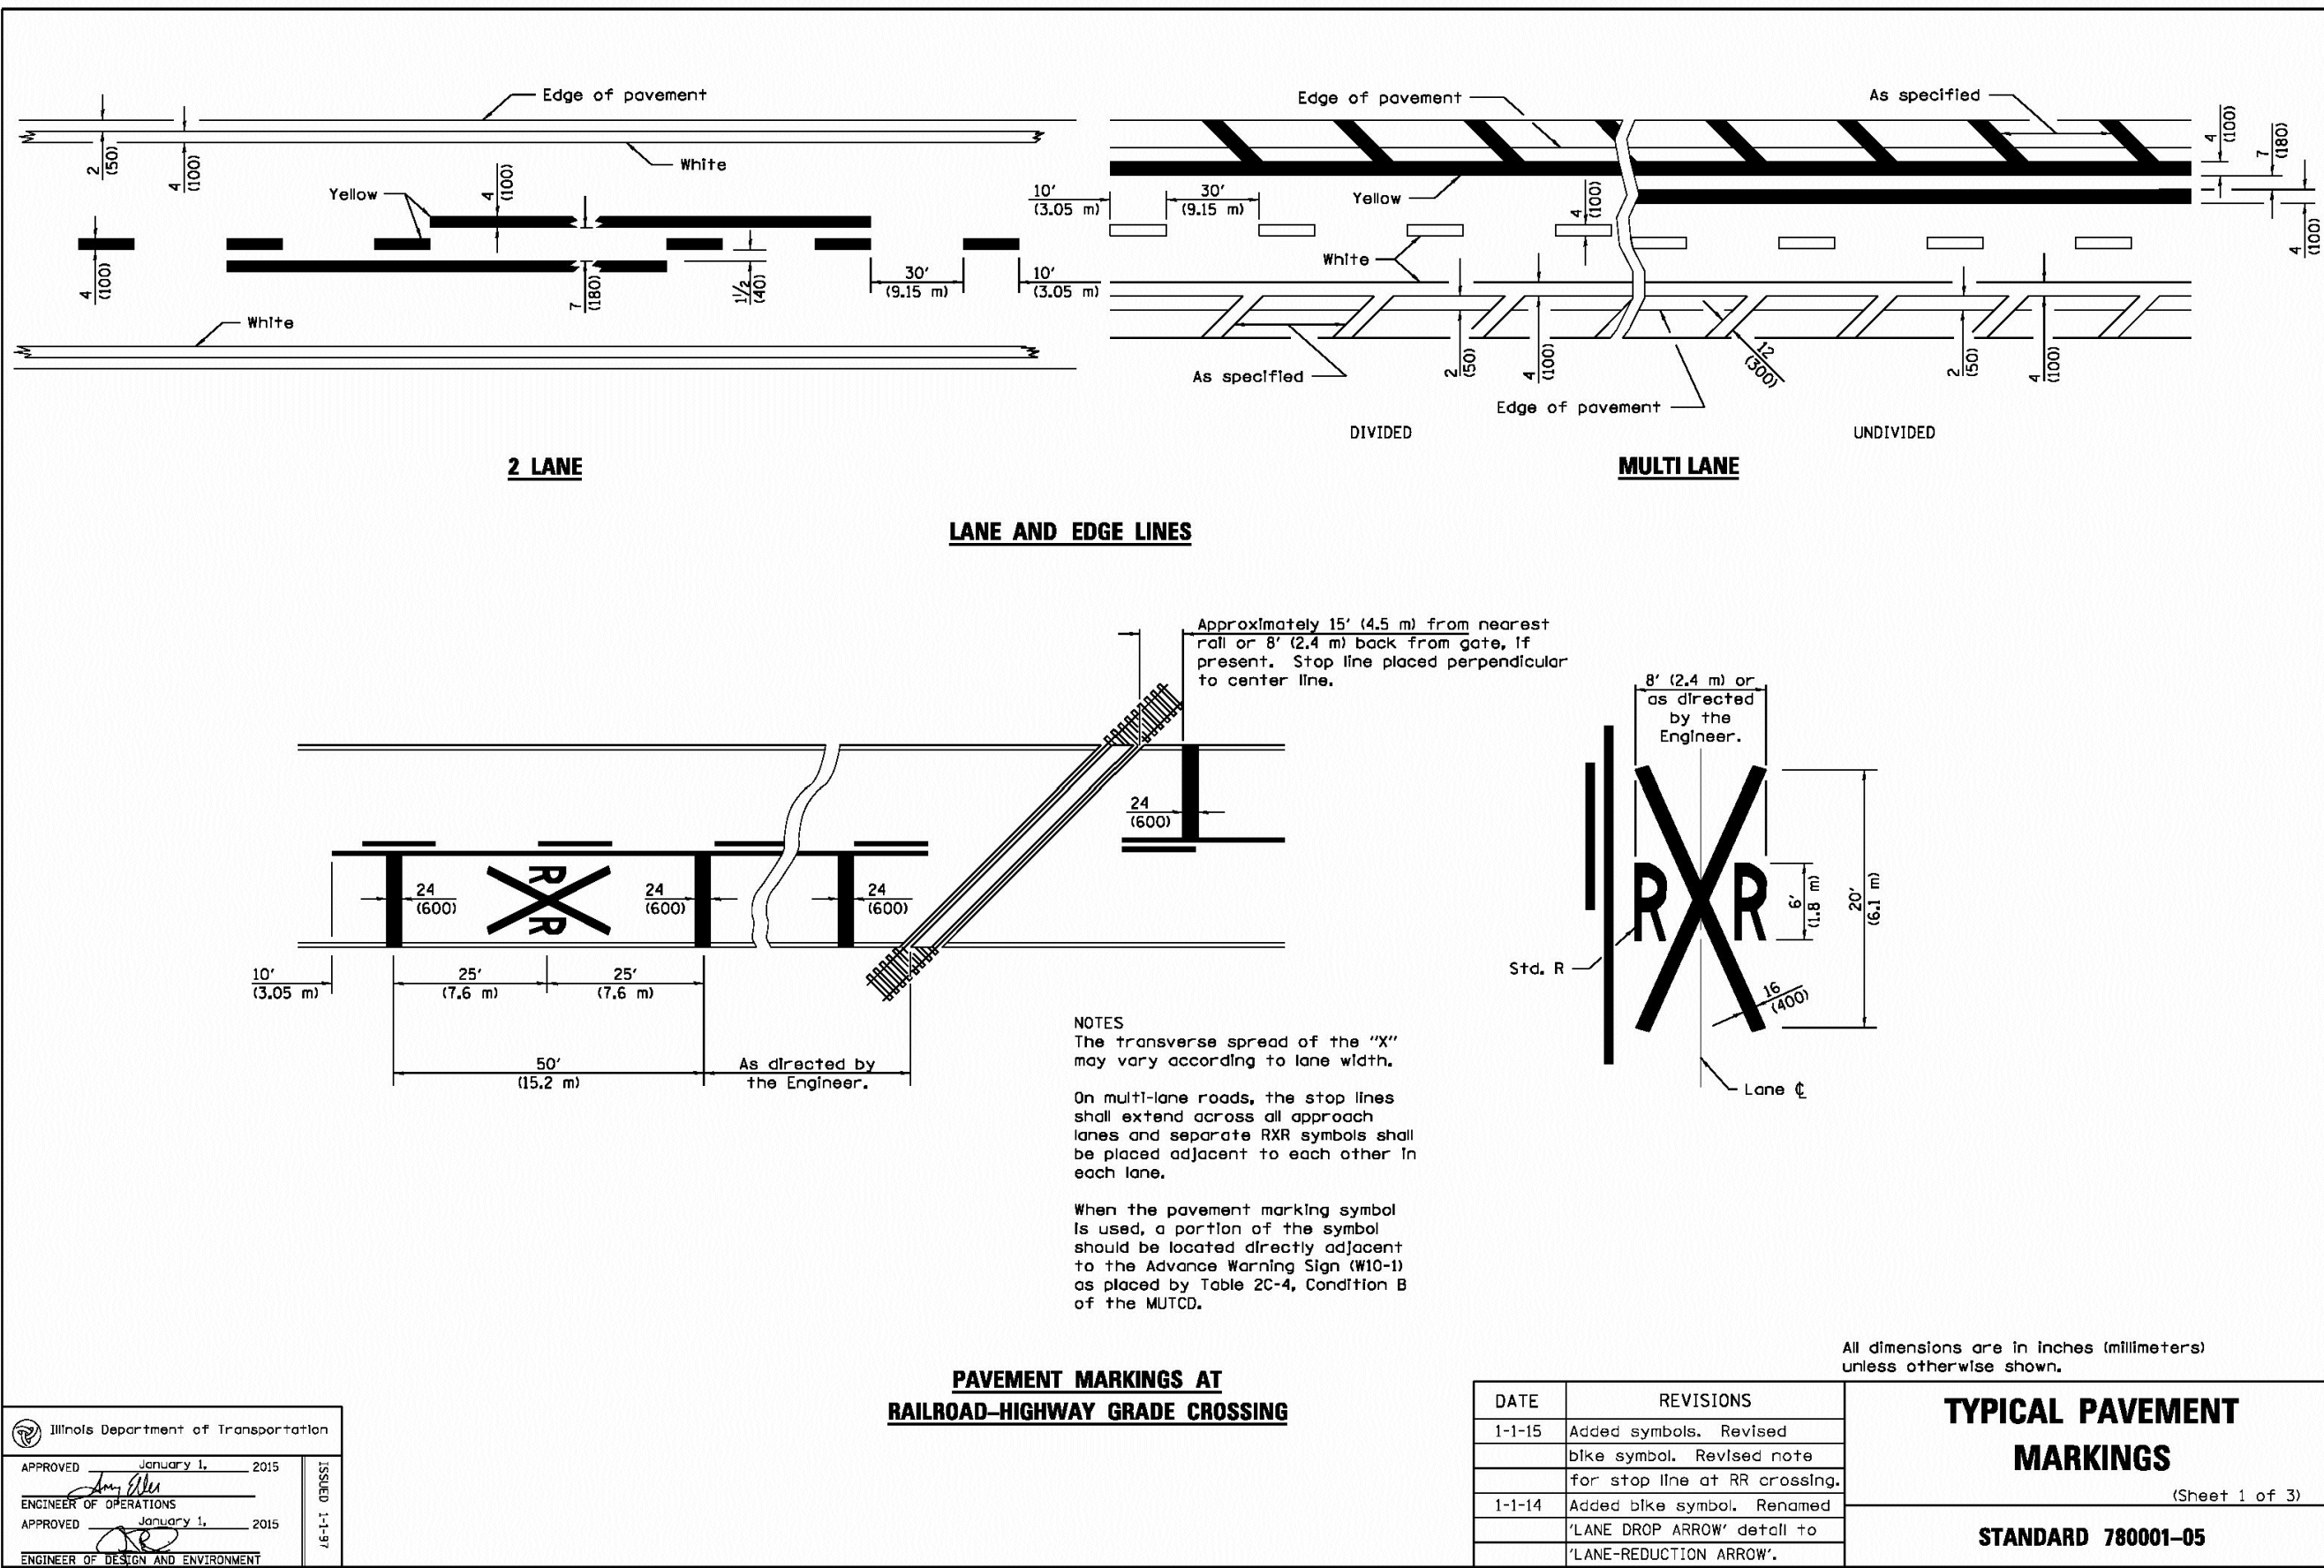 Edge of pavement
2
(50)
4
(100)
White
Yellow
4
(100)
4
(100)
7
(180)
1½
(40)
30'
(9.15 m)
10'
(3.05 m)
White
2 LANE
Edge of pavement
As specified
4
(100)
7
(180)
4
(100)
10'
(3.05 m)
30'
(9.15 m)
Yellow
4
(100)
White
As specified
2
(50)
4
(100)
12
(300)
2
(50)
4
(100)
Edge of pavement
DIVIDED
UNDIVIDED
MULTI LANE
LANE AND EDGE LINES
Approximately 15' (4.5 m) from nearest
rail or 8' (2.4 m) back from gate, if
present. Stop line placed perpendicular
to center line.
24
(600)
24
(600)
RXR
24
(600)
24
(600)
10'
(3.05 m)
25'
(7.6 m)
25'
(7.6 m)
50'
(15.2 m)
As directed by
the Engineer.
8' (2.4 m) or
as directed
by the
Engineer.
RXR
6'
(1.8 m)
20'
(6.1 m)
Std. R
16
(400)
Lane ℄
NOTES
The transverse spread of the "X"
may vary according to lane width.
On multi-lane roads, the stop lines
shall extend across all approach
lanes and separate RXR symbols shall
be placed adjacent to each other in
each lane.
When the pavement marking symbol
is used, a portion of the symbol
should be located directly adjacent
to the Advance Warning Sign (W10-1)
as placed by Table 2C-4, Condition B
of the MUTCD.
PAVEMENT MARKINGS AT
RAILROAD–HIGHWAY GRADE CROSSING
All dimensions are in inches (millimeters)
unless otherwise shown.
Illinois Department of Transportation
APPROVED January 1, 2015
Amy Eller
ENGINEER OF OPERATIONS
APPROVED January 1, 2015
ENGINEER OF DESIGN AND ENVIRONMENT
ISSUED 1-1-97
DATE REVISIONS
1-1-15 Added symbols. Revised
bike symbol. Revised note
for stop line at RR crossing.
1-1-14 Added bike symbol. Renamed
'LANE DROP ARROW' detail to
'LANE-REDUCTION ARROW'.
TYPICAL PAVEMENT
MARKINGS
(Sheet 1 of 3)
STANDARD 780001–05